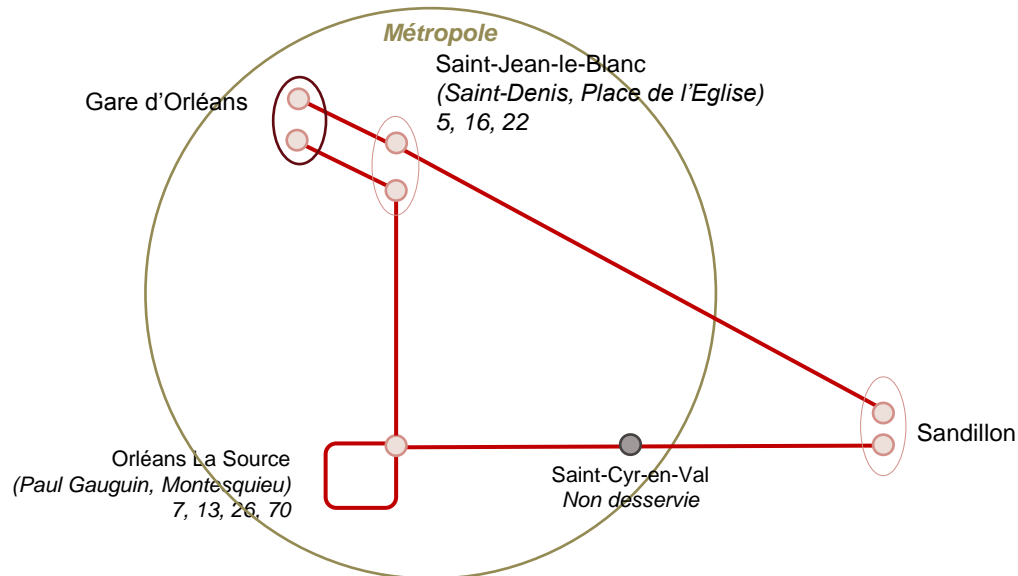 Métropole
Saint-Jean-le-Blanc
(Saint-Denis, Place de l'Eglise)
5, 16, 22
Gare d'Orléans
Sandillon
Orléans La Source
(Paul Gauguin, Montesquieu)
7, 13, 26, 70
Saint-Cyr-en-Val
Non desservie